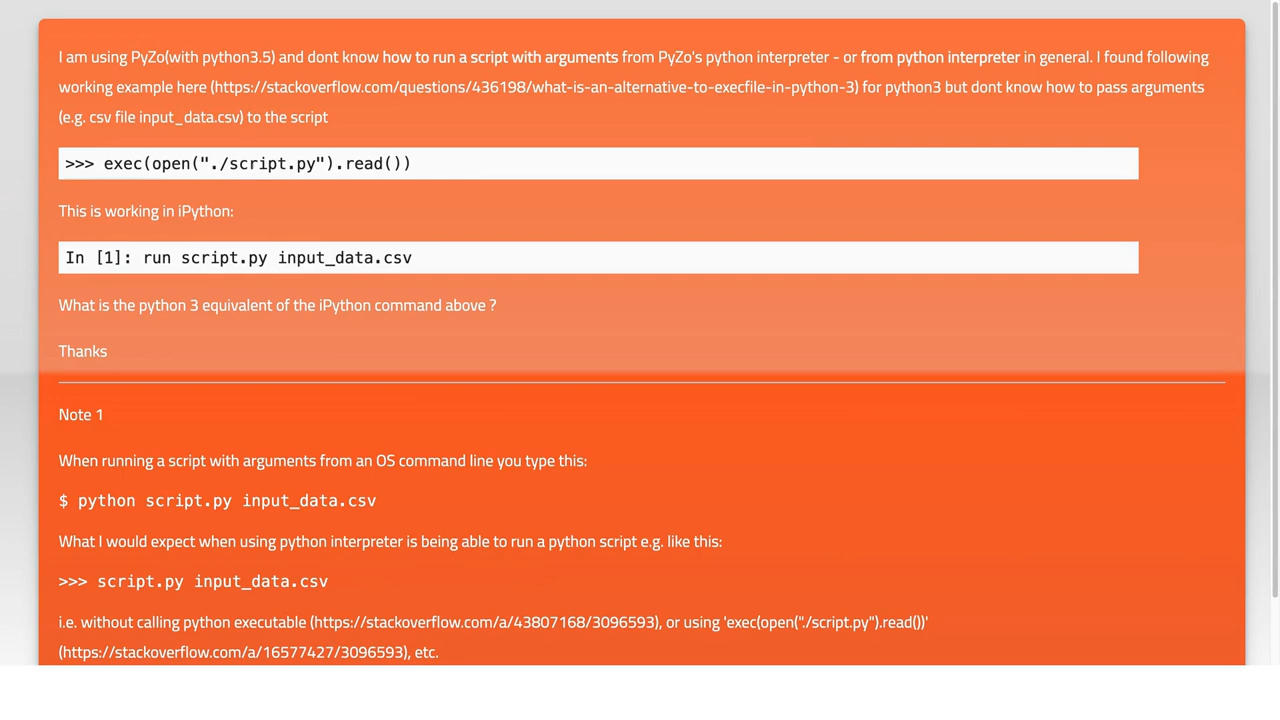 I am using PyZo(with python3.5) and dont know how to run a script with arguments from PyZo's python interpreter - or from python interpreter in general. I found following
working example here (https://stackoverflow.com/questions/436198/what-is-an-alternative-to-execfile-in-python-3) for python3 but dont know how to pass arguments
(e.g. csv file input_data.csv) to the script
>>> exec(open("./script.py").read())
This is working in iPython:
In [1]: run script.py input_data.csv
What is the python 3 equivalent of the iPython command above ?
Thanks
Note 1
When running a script with arguments from an OS command line you type this:
$ python script.py input_data.csv
What I would expect when using python interpreter is being able to run a python script e.g. like this:
>>> script.py input_data.csv
i.e. without calling python executable (https://stackoverflow.com/a/43807168/3096593), or using 'exec(open("./script.py").read())'
(https://stackoverflow.com/a/16577427/3096593), etc.